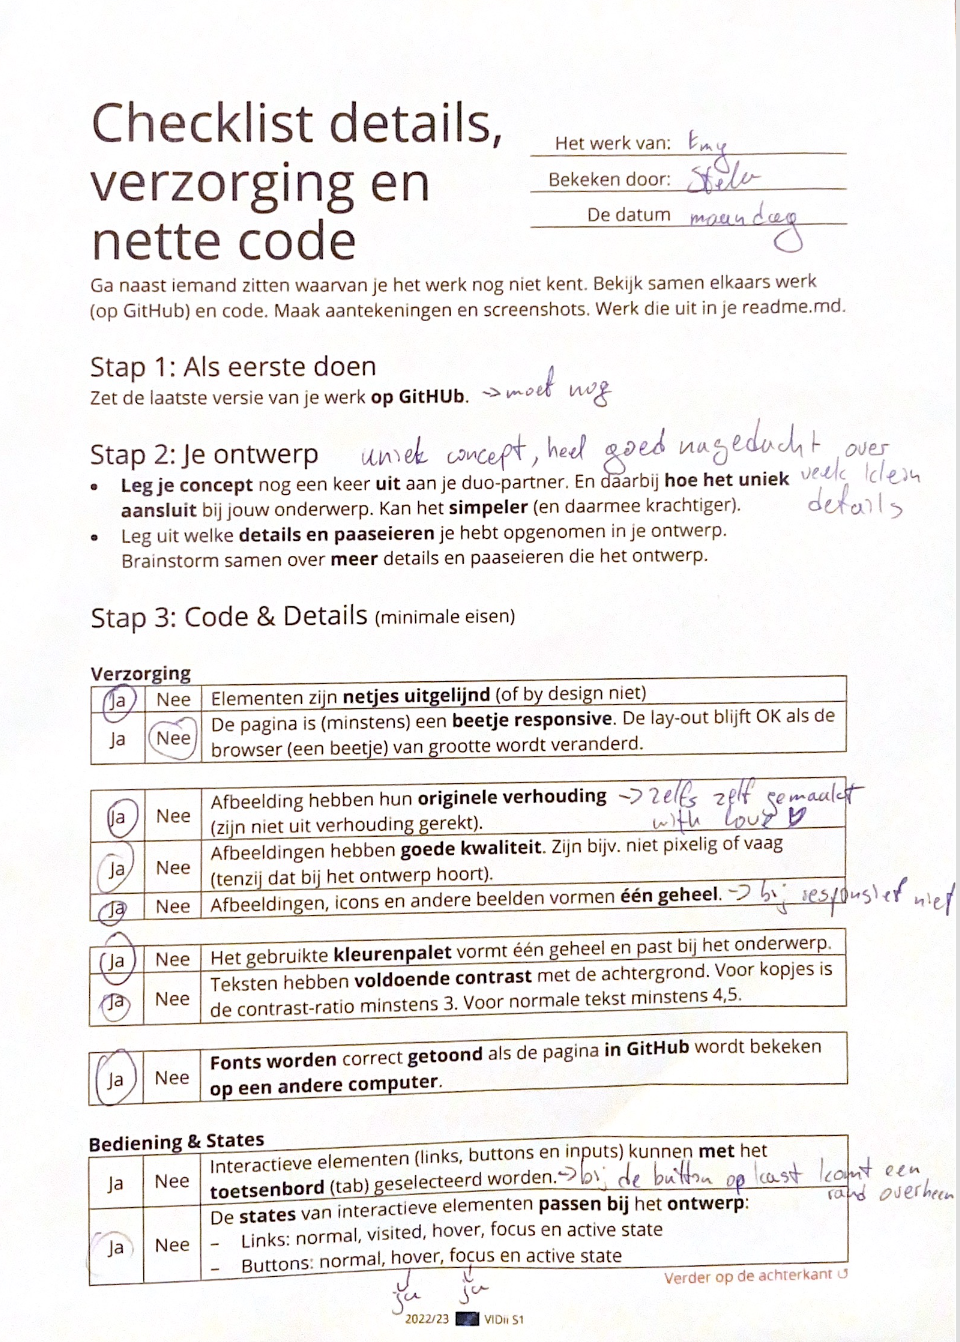 Checklist details,
verzorging en
nette code
Het werk van: Emy
Bekeken door:
De datum maandag
Ga naast iemand zitten waarvan je het werk nog niet kent. Bekijk samen elkaars werk
(op GitHub) en code. Maak aantekeningen en screenshots. Werk die uit in je readme.md.
Stap 1: Als eerste doen
Zet de laatste versie van je werk op GitHUb. -> moet nog
Stap 2: Je ontwerp uniek concept, heel goed nagedacht over
veel klein
details
• Leg je concept nog een keer uit aan je duo-partner. En daarbij hoe het uniek
aansluit bij jouw onderwerp. Kan het simpeler (en daarmee krachtiger).
• Leg uit welke details en paaseieren je hebt opgenomen in je ontwerp.
Brainstorm samen over meer details en paaseieren die het ontwerp.
Stap 3: Code & Details (minimale eisen)
Verzorging
Ja Nee Elementen zijn netjes uitgelijnd (of by design niet)
Ja Nee De pagina is (minstens) een beetje responsive. De lay-out blijft OK als de
browser (een beetje) van grootte wordt veranderd.
Ja Nee Afbeelding hebben hun originele verhouding -> zelfs zelf gemaakt
(zijn niet uit verhouding gerekt). with love ♥
Ja Nee Afbeeldingen hebben goede kwaliteit. Zijn bijv. niet pixelig of vaag
(tenzij dat bij het ontwerp hoort).
Ja Nee Afbeeldingen, icons en andere beelden vormen één geheel. -> bij responsief niet
Ja Nee Het gebruikte kleurenpalet vormt één geheel en past bij het onderwerp.
Ja Nee Teksten hebben voldoende contrast met de achtergrond. Voor kopjes is
de contrast-ratio minstens 3. Voor normale tekst minstens 4,5.
Ja Nee Fonts worden correct getoond als de pagina in GitHub wordt bekeken
op een andere computer.
Bediening & States
Ja Nee Interactieve elementen (links, buttons en inputs) kunnen met het
toetsenbord (tab) geselecteerd worden. -> bij de button op kast komt een
rand overheen
Ja Nee De states van interactieve elementen passen bij het ontwerp:
– Links: normal, visited, hover, focus en active state
– Buttons: normal, hover, focus en active state
ja ja
Verder op de achterkant ↺
2022/23 VIDii S1